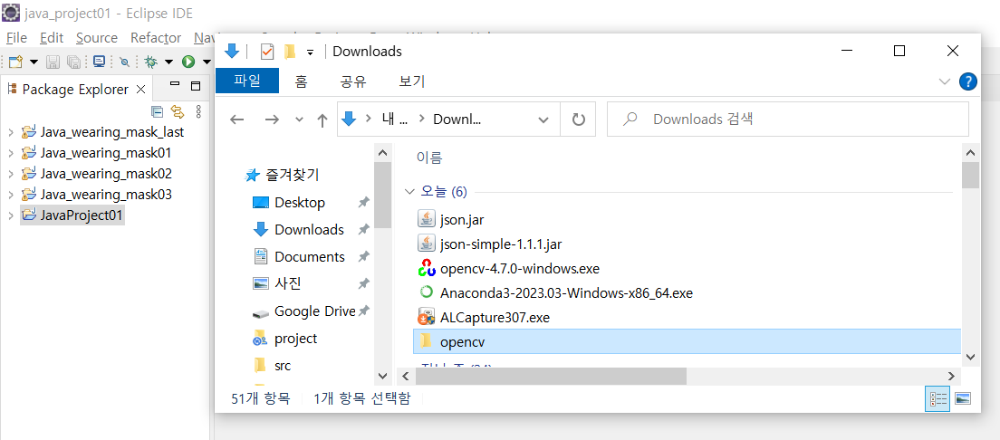 java_project01 - Eclipse IDE
File Edit Source Refactor
Downloads
Package Explorer
파일 홈 공유 보기
내 ... Downl... Downloads 검색
Java_wearing_mask_last
Java_wearing_mask01
Java_wearing_mask02
Java_wearing_mask03
JavaProject01
즐겨찾기
Desktop
Downloads
Documents
사진
Google Drive
project
src
이름
오늘 (6)
json.jar
json-simple-1.1.1.jar
opencv-4.7.0-windows.exe
Anaconda3-2023.03-Windows-x86_64.exe
ALCapture307.exe
opencv
51개 항목 1개 항목 선택함